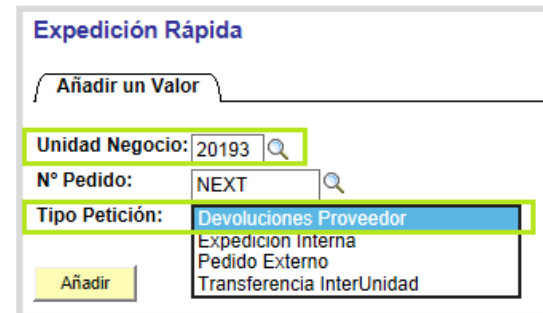 Expedición Rápida
Añadir un Valor
Unidad Negocio: 20193
Nº Pedido: NEXT
Tipo Petición: Devoluciones Proveedor
Expedición Interna
Pedido Externo
Añadir Transferencia InterUnidad